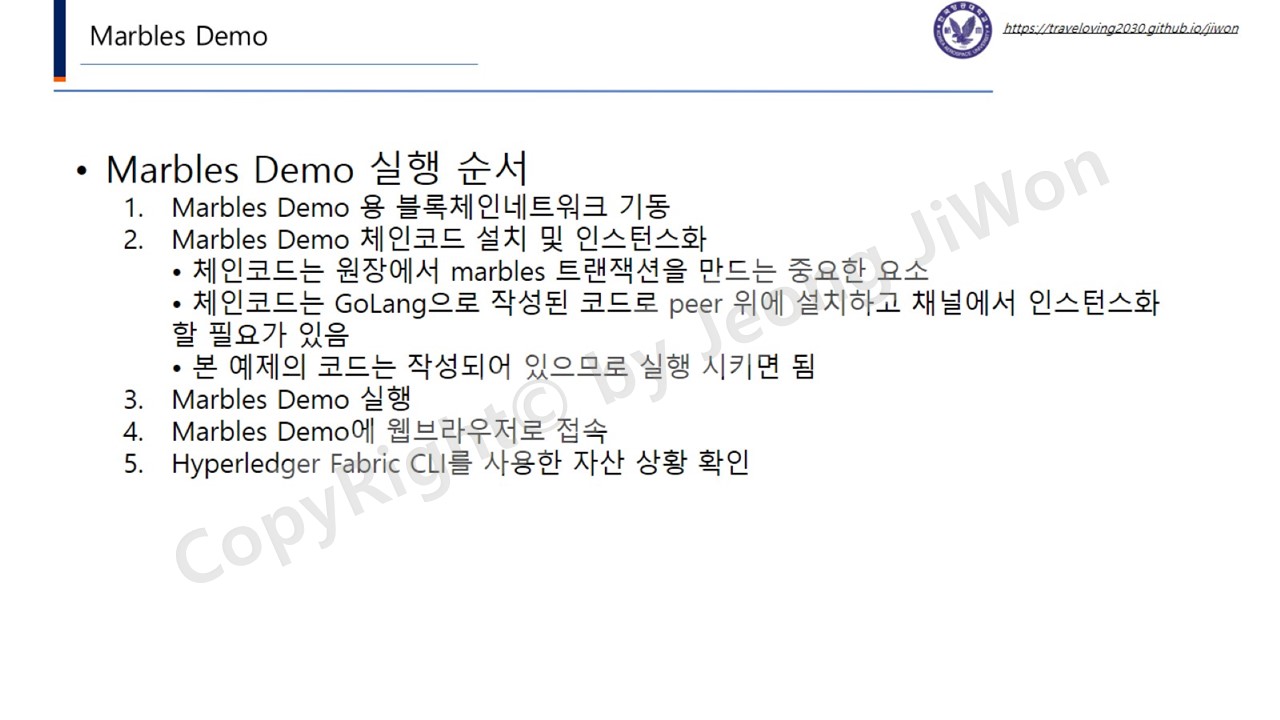 Marbles Demo
https://traveloving2030.github.io/jiwon
• Marbles Demo 실행 순서
1. Marbles Demo 용 블록체인네트워크 기동
2. Marbles Demo 체인코드 설치 및 인스턴스화
• 체인코드는 원장에서 marbles 트랜잭션을 만드는 중요한 요소
• 체인코드는 GoLang으로 작성된 코드로 peer 위에 설치하고 채널에서 인스턴스화
할 필요가 있음
• 본 예제의 코드는 작성되어 있으므로 실행 시키면 됨
3. Marbles Demo 실행
4. Marbles Demo에 웹브라우저로 접속
5. Hyperledger Fabric CLI를 사용한 자산 상황 확인
CopyRight© by Jeong JiWon